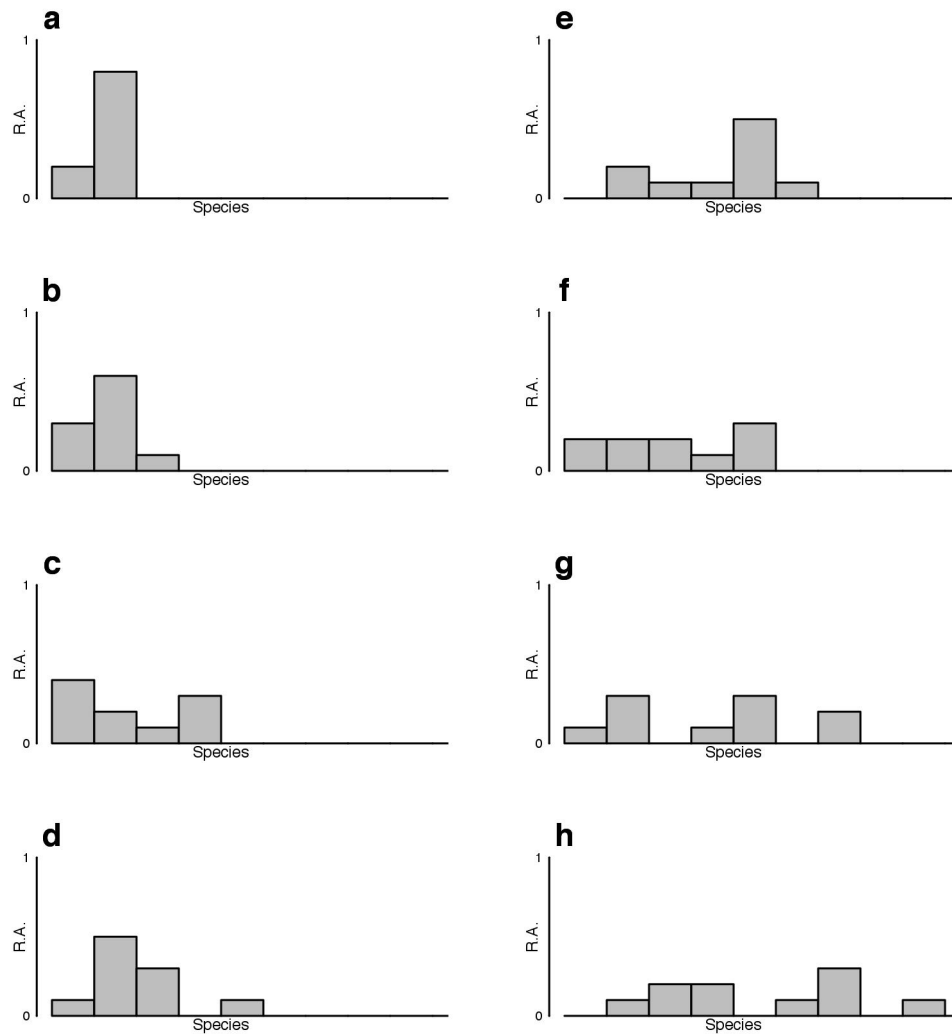 a
1
R.A.
0
Species
b
1
R.A.
0
Species
c
1
R.A.
0
Species
d
1
R.A.
0
Species
e
1
R.A.
0
Species
f
1
R.A.
0
Species
g
1
R.A.
0
Species
h
1
R.A.
0
Species